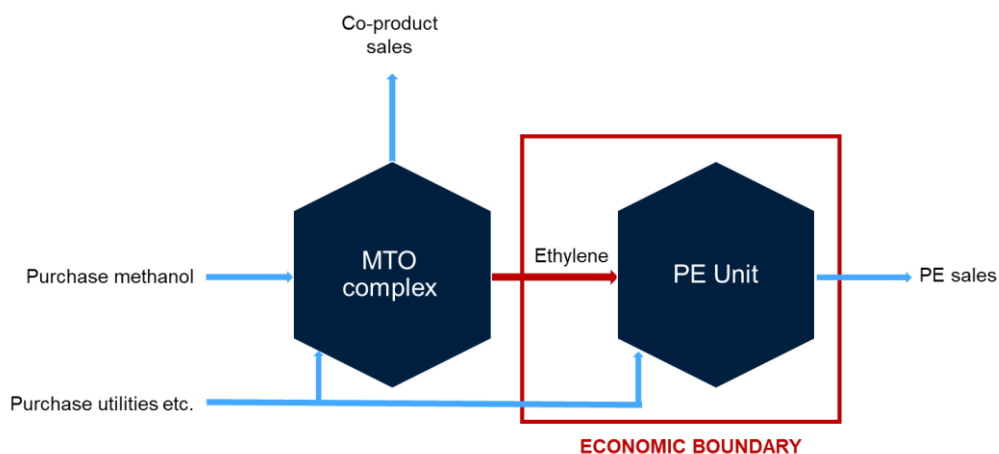 Co-product
sales
Ethylene
MTO
complex
PE Unit
Purchase methanol
PE sales
Purchase utilities etc.
ECONOMIC BOUNDARY